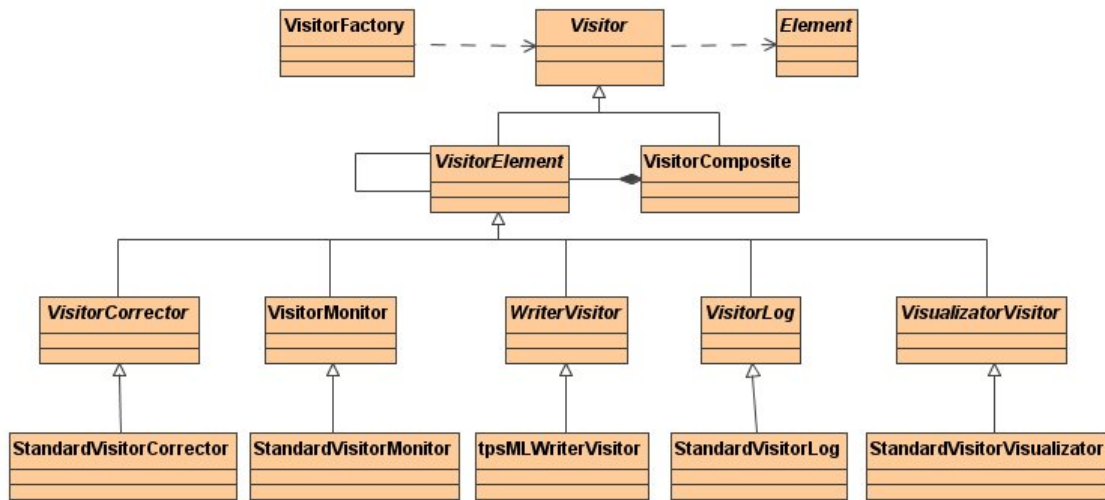 VisitorFactory
Visitor
Element
VisitorElement
VisitorComposite
VisitorCorrector
VisitorMonitor
WriterVisitor
VisitorLog
VisualizatorVisitor
StandardVisitorCorrector
StandardVisitorMonitor
tpsMLWriterVisitor
StandardVisitorLog
StandardVisitorVisualizator